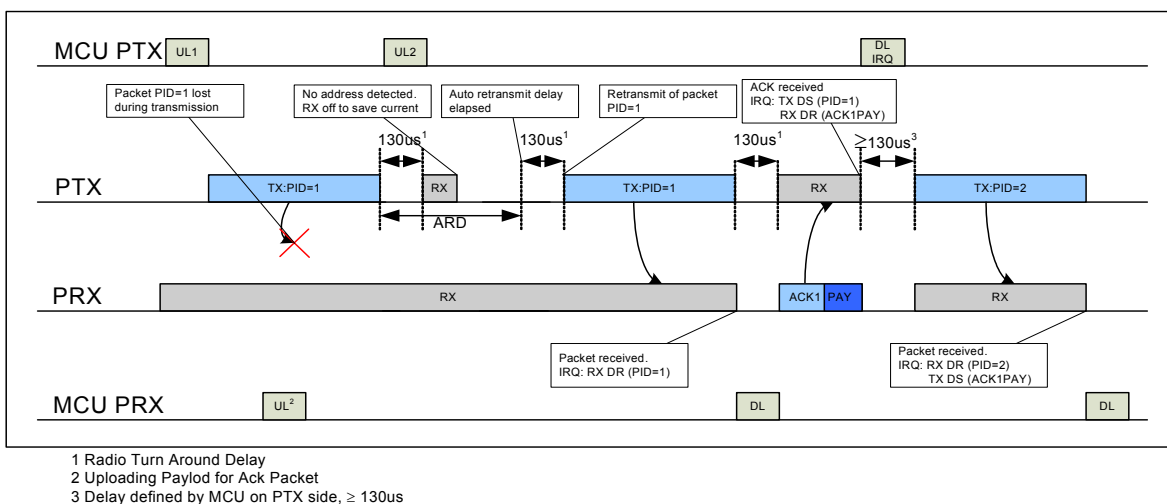 MCU PTX
UL1
UL2
DL
IRQ
Packet PID=1 lost
during transmission
No address detected.
RX off to save current
Auto retransmit delay
elapsed
Retransmit of packet
PID=1
ACK received
IRQ: TX DS (PID=1)
RX DR (ACK1PAY)
130us1
130us1
130us1
≥130us3
PTX
TX:PID=1
RX
TX:PID=1
RX
TX:PID=2
ARD
PRX
RX
ACK1
PAY
RX
Packet received.
IRQ: RX DR (PID=1)
Packet received.
IRQ: RX DR (PID=2)
TX DS (ACK1PAY)
MCU PRX
UL2
DL
DL
1 Radio Turn Around Delay
2 Uploading Paylod for Ack Packet
3 Delay defined by MCU on PTX side, ≥ 130us